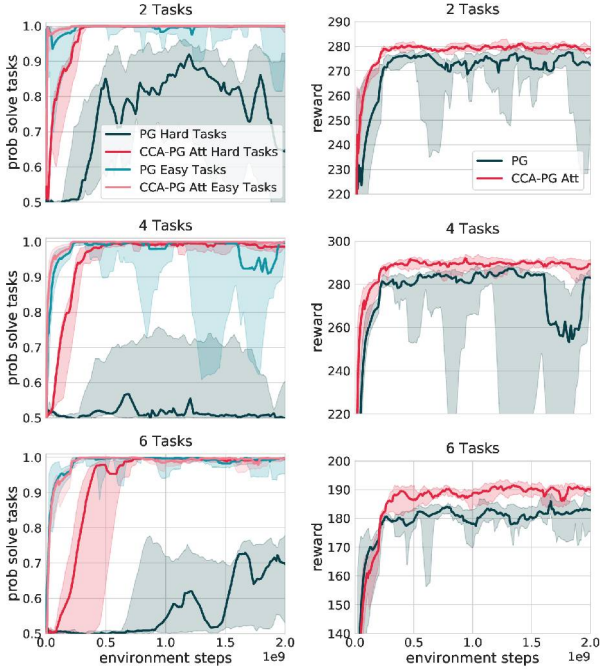 2 Tasks
prob solve tasks
1.0
0.9
0.8
0.7
0.6
0.5
PG Hard Tasks
CCA-PG Att Hard Tasks
PG Easy Tasks
CCA-PG Att Easy Tasks
2 Tasks
reward
290
280
270
260
250
240
230
220
PG
CCA-PG Att
4 Tasks
prob solve tasks
1.0
0.9
0.8
0.7
0.6
0.5
4 Tasks
reward
300
280
260
240
220
6 Tasks
prob solve tasks
1.0
0.9
0.8
0.7
0.6
0.5
0.0 0.5 1.0 1.5 2.0
environment steps 1e9
6 Tasks
reward
200
190
180
170
160
150
140
0.0 0.5 1.0 1.5 2.0
environment steps 1e9